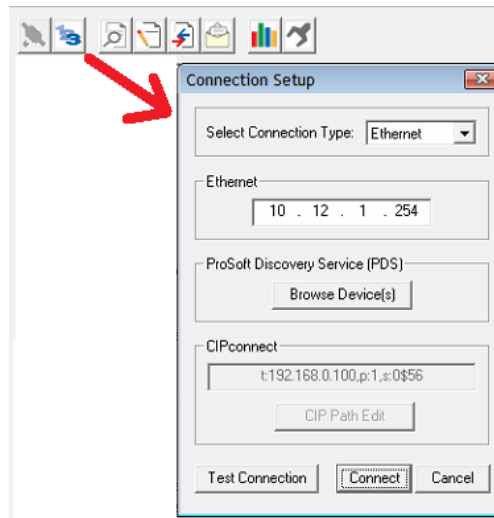 Connection Setup
Select Connection Type: Ethernet
Ethernet
10 . 12 . 1 . 254
ProSoft Discovery Service (PDS)
Browse Device(s)
CIPconnect
t:192.168.0.100,p:1,s:0$56
CIP Path Edit
Test Connection Connect Cancel